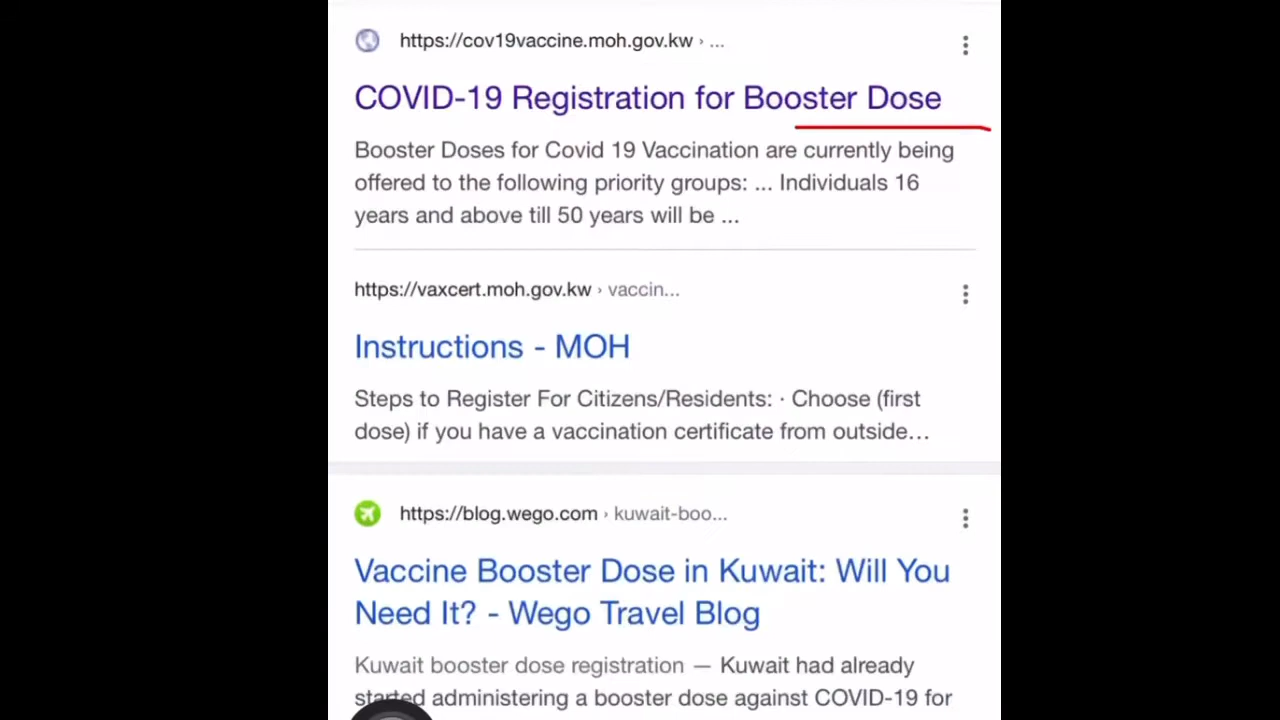 https://cov19vaccine.moh.gov.kw › ...
COVID-19 Registration for Booster Dose
Booster Doses for Covid 19 Vaccination are currently being
offered to the following priority groups: ... Individuals 16
years and above till 50 years will be ...
https://vaxcert.moh.gov.kw › vaccin...
Instructions - MOH
Steps to Register For Citizens/Residents: · Choose (first
dose) if you have a vaccination certificate from outside...
https://blog.wego.com › kuwait-boo...
Vaccine Booster Dose in Kuwait: Will You
Need It? - Wego Travel Blog
Kuwait booster dose registration — Kuwait had already
started administering a booster dose against COVID-19 for